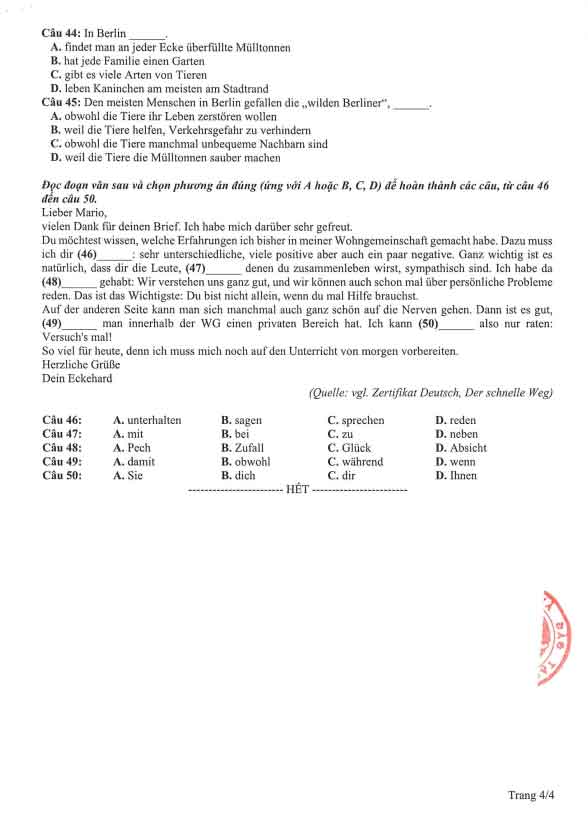 Câu 44: In Berlin ______.
A. findet man an jeder Ecke überfüllte Mülltonnen
B. hat jede Familie einen Garten
C. gibt es viele Arten von Tieren
D. leben Kaninchen am meisten am Stadtrand
Câu 45: Den meisten Menschen in Berlin gefallen die „wilden Berliner“, ______.
A. obwohl die Tiere ihr Leben zerstören wollen
B. weil die Tiere helfen, Verkehrsgefahr zu verhindern
C. obwohl die Tiere manchmal unbequeme Nachbarn sind
D. weil die Tiere die Mülltonnen sauber machen
Đọc đoạn văn sau và chọn phương án đúng (ứng với A hoặc B, C, D) để hoàn thành các câu, từ câu 46
đến câu 50.
Lieber Mario,
vielen Dank für deinen Brief. Ich habe mich darüber sehr gefreut.
Du möchtest wissen, welche Erfahrungen ich bisher in meiner Wohngemeinschaft gemacht habe. Dazu muss
ich dir (46)______: sehr unterschiedliche, viele positive aber auch ein paar negative. Ganz wichtig ist es
natürlich, dass dir die Leute, (47)______ denen du zusammenleben wirst, sympathisch sind. Ich habe da
(48)______ gehabt: Wir verstehen uns ganz gut, und wir können auch schon mal über persönliche Probleme
reden. Das ist das Wichtigste: Du bist nicht allein, wenn du mal Hilfe brauchst.
Auf der anderen Seite kann man sich manchmal auch ganz schön auf die Nerven gehen. Dann ist es gut,
(49)______ man innerhalb der WG einen privaten Bereich hat. Ich kann (50)______ also nur raten:
Versuch's mal!
So viel für heute, denn ich muss mich noch auf den Unterricht von morgen vorbereiten.
Herzliche Grüße
Dein Eckehard
(Quelle: vgl. Zertifikat Deutsch, Der schnelle Weg)
Câu 46: A. unterhalten B. sagen C. sprechen D. reden
Câu 47: A. mit B. bei C. zu D. neben
Câu 48: A. Pech B. Zufall C. Glück D. Absicht
Câu 49: A. damit B. obwohl C. während D. wenn
Câu 50: A. Sie B. dich C. dir D. Ihnen
------------------------ HẾT ------------------------
Trang 4/4